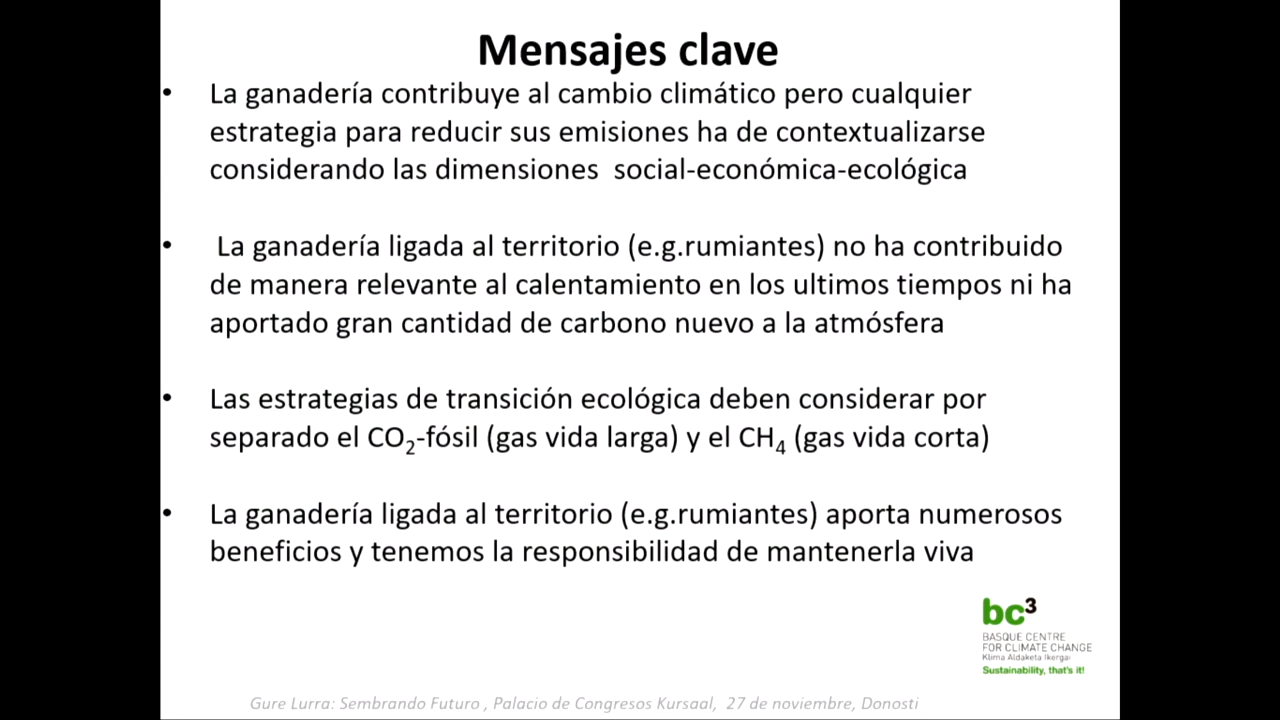 Mensajes clave
• La ganadería contribuye al cambio climático pero cualquier
estrategia para reducir sus emisiones ha de contextualizarse
considerando las dimensiones social-económica-ecológica
• La ganadería ligada al territorio (e.g.rumiantes) no ha contribuido
de manera relevante al calentamiento en los ultimos tiempos ni ha
aportado gran cantidad de carbono nuevo a la atmósfera
• Las estrategias de transición ecológica deben considerar por
separado el CO₂-fósil (gas vida larga) y el CH₄ (gas vida corta)
• La ganadería ligada al territorio (e.g.rumiantes) aporta numerosos
beneficios y tenemos la responsabilidad de mantenerla viva
bc³
BASQUE CENTRE
FOR CLIMATE CHANGE
Klima Aldaketa Ikergai
Sustainability, that's it!
Gure Lurra: Sembrando Futuro , Palacio de Congresos Kursaal, 27 de noviembre, Donosti